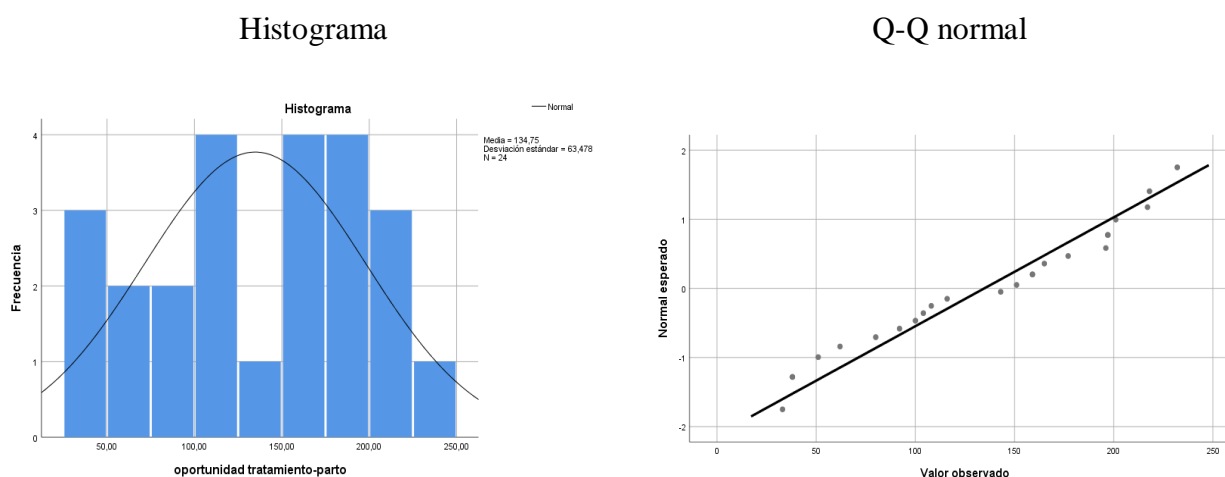 Histograma
Q-Q normal
Histograma
Normal
Media = 134,75
Desviación estándar = 63,478
N = 24
4
3
2
1
0
Frecuencia
50,00 100,00 150,00 200,00 250,00
oportunidad tratamiento-parto
2
1
0
-1
-2
Normal esperado
0 50 100 150 200 250
Valor observado